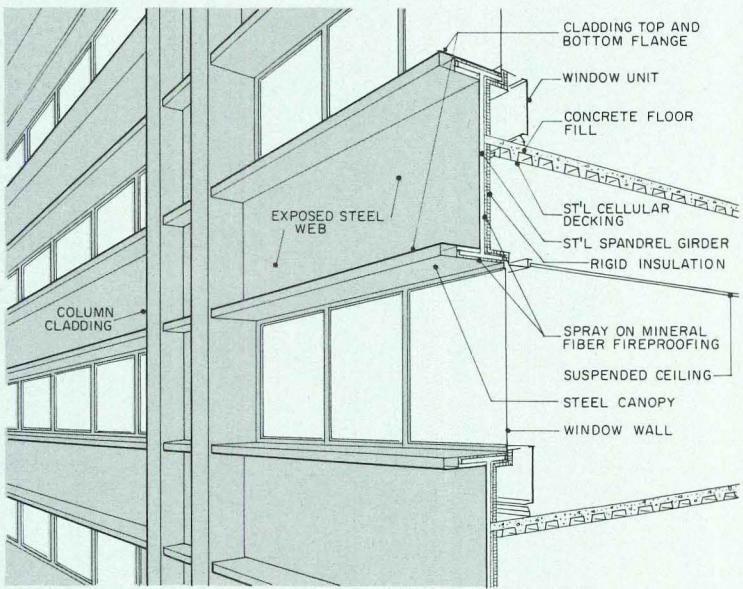 CLADDING TOP AND
BOTTOM FLANGE
WINDOW UNIT
CONCRETE FLOOR
FILL
ST'L CELLULAR
DECKING
EXPOSED STEEL
WEB
ST'L SPANDREL GIRDER
RIGID INSULATION
COLUMN
CLADDING
SPRAY ON MINERAL
FIBER FIREPROOFING
SUSPENDED CEILING
STEEL CANOPY
WINDOW WALL